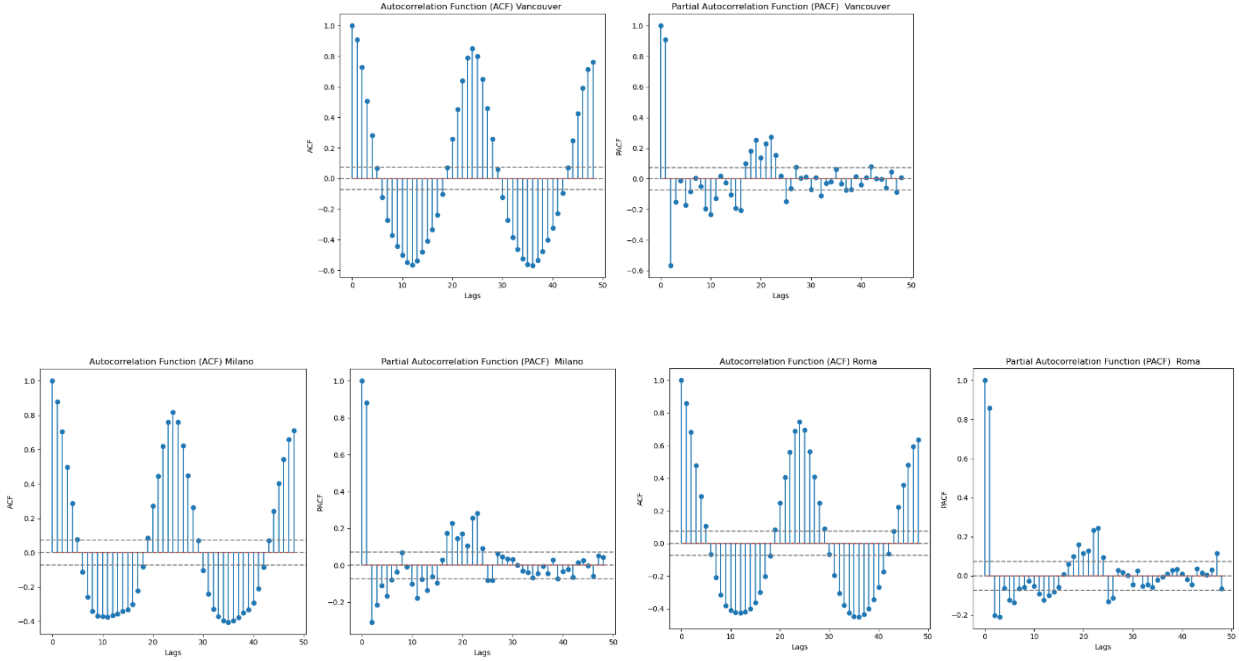 Autocorrelation Function (ACF) Vancouver
1.0
0.8
0.6
0.4
0.2
0.0
−0.2
−0.4
−0.6
ACF
0 10 20 30 40 50
Lags
Partial Autocorrelation Function (PACF) Vancouver
1.0
0.8
0.6
0.4
0.2
0.0
−0.2
−0.4
−0.6
PACF
0 10 20 30 40 50
Lags
Autocorrelation Function (ACF) Milano
1.0
0.8
0.6
0.4
0.2
0.0
−0.2
−0.4
ACF
0 10 20 30 40 50
Lags
Partial Autocorrelation Function (PACF) Milano
1.0
0.8
0.6
0.4
0.2
0.0
−0.2
PACF
0 10 20 30 40 50
Lags
Autocorrelation Function (ACF) Roma
1.0
0.8
0.6
0.4
0.2
0.0
−0.2
−0.4
ACF
0 10 20 30 40 50
Lags
Partial Autocorrelation Function (PACF) Roma
1.0
0.8
0.6
0.4
0.2
0.0
−0.2
PACF
0 10 20 30 40 50
Lags